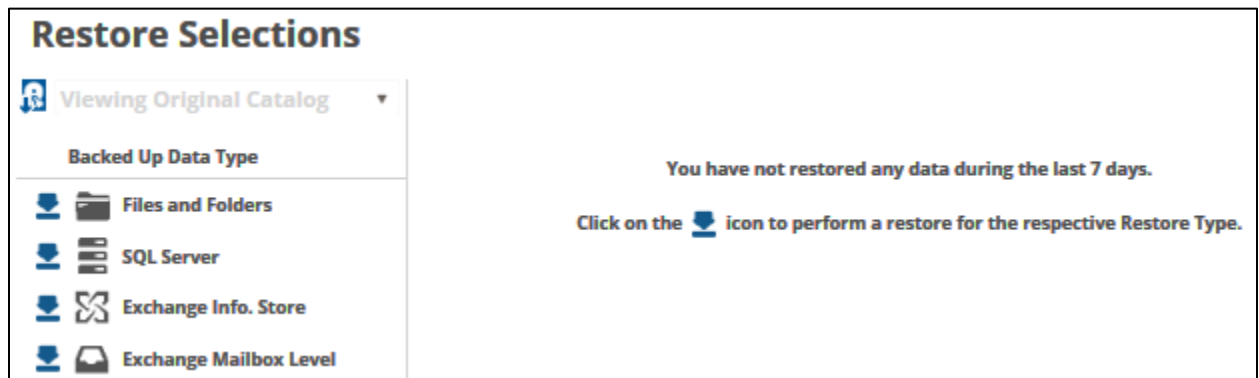 Restore Selections
Viewing Original Catalog
Backed Up Data Type
Files and Folders
SQL Server
Exchange Info. Store
Exchange Mailbox Level
You have not restored any data during the last 7 days.
Click on the icon to perform a restore for the respective Restore Type.